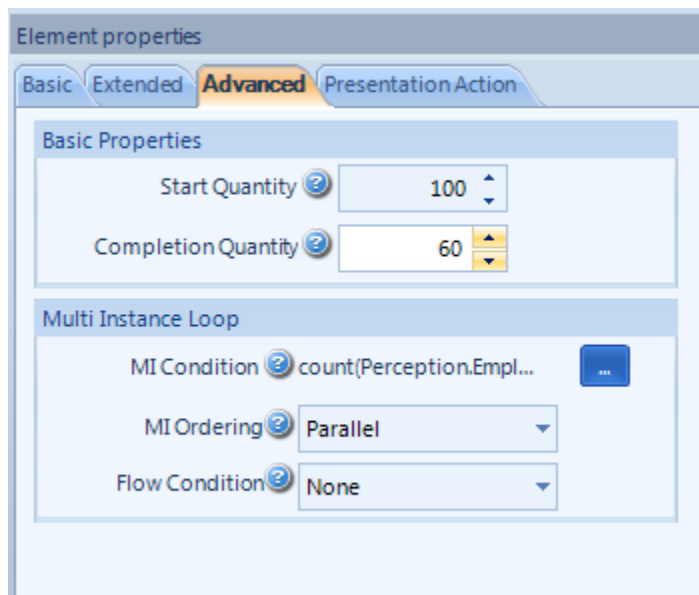 Element properties
Basic Extended Advanced Presentation Action
Basic Properties
Start Quantity ? 100
Completion Quantity ? 60
Multi Instance Loop
MI Condition ? count(Perception.Empl... ...
MI Ordering ? Parallel
Flow Condition ? None